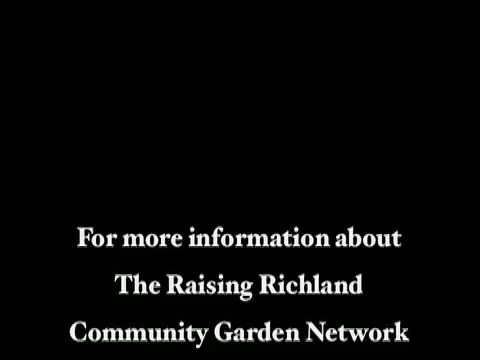 For more information about
The Raising Richland
Community Garden Network